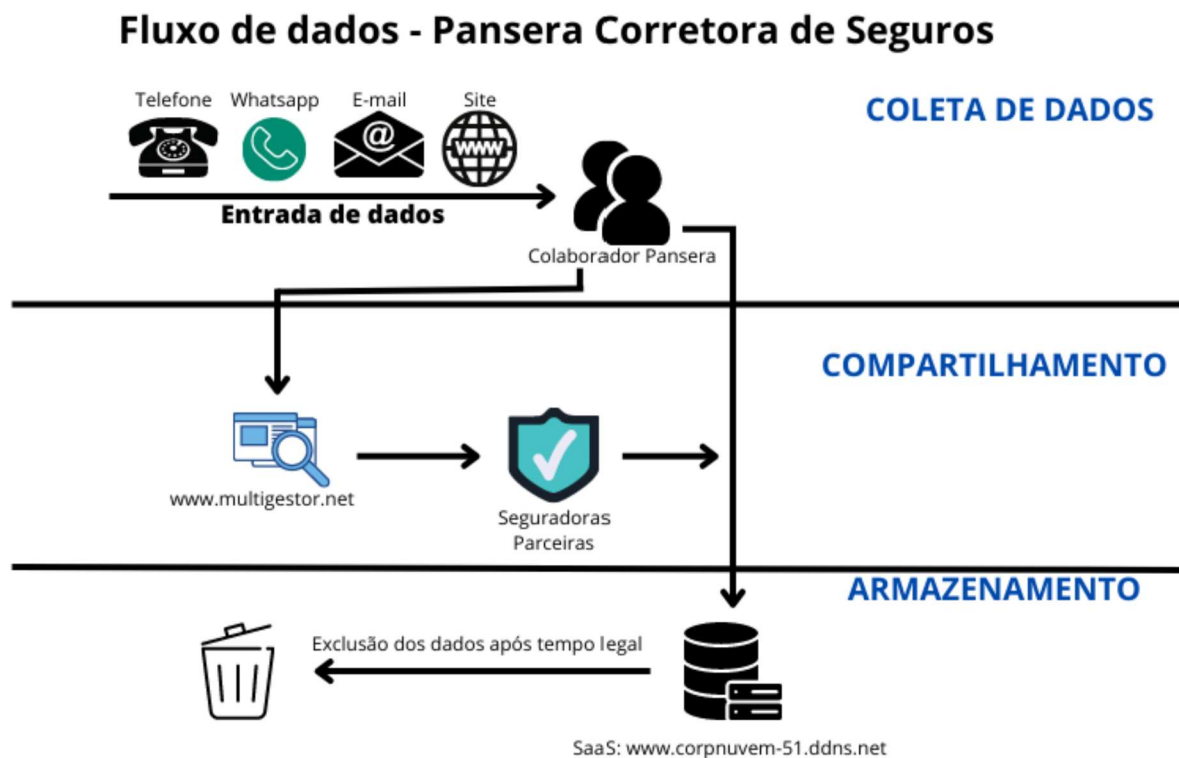 Fluxo de dados - Pansera Corretora de Seguros
Telefone Whatsapp E-mail Site
COLETA DE DADOS
@
WWW
Entrada de dados
Colaborador Pansera
COMPARTILHAMENTO
www.multigestor.net
Seguradoras
Parceiras
ARMAZENAMENTO
Exclusão dos dados após tempo legal
SaaS: www.corpnuvem-51.ddns.net